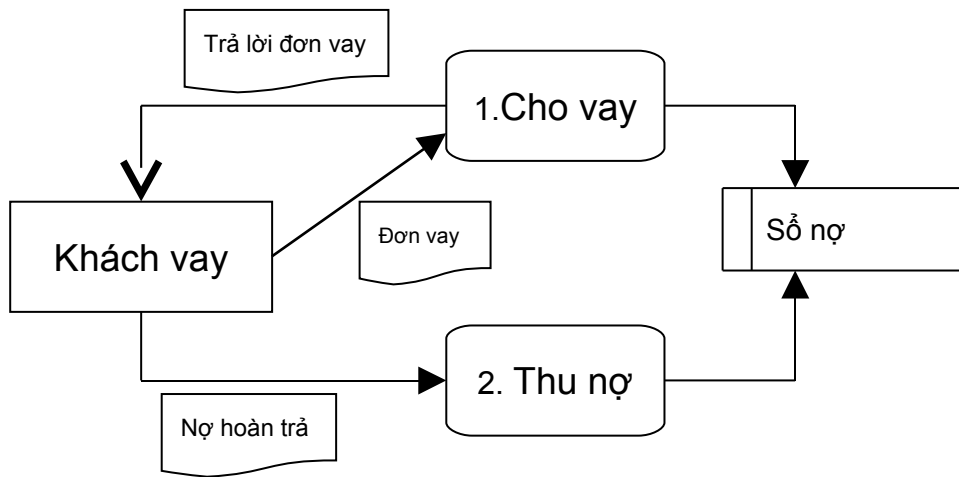 Trả lời đơn vay
1.Cho vay
Khách vay
Đơn vay
Sổ nợ
2. Thu nợ
Nợ hoàn trả